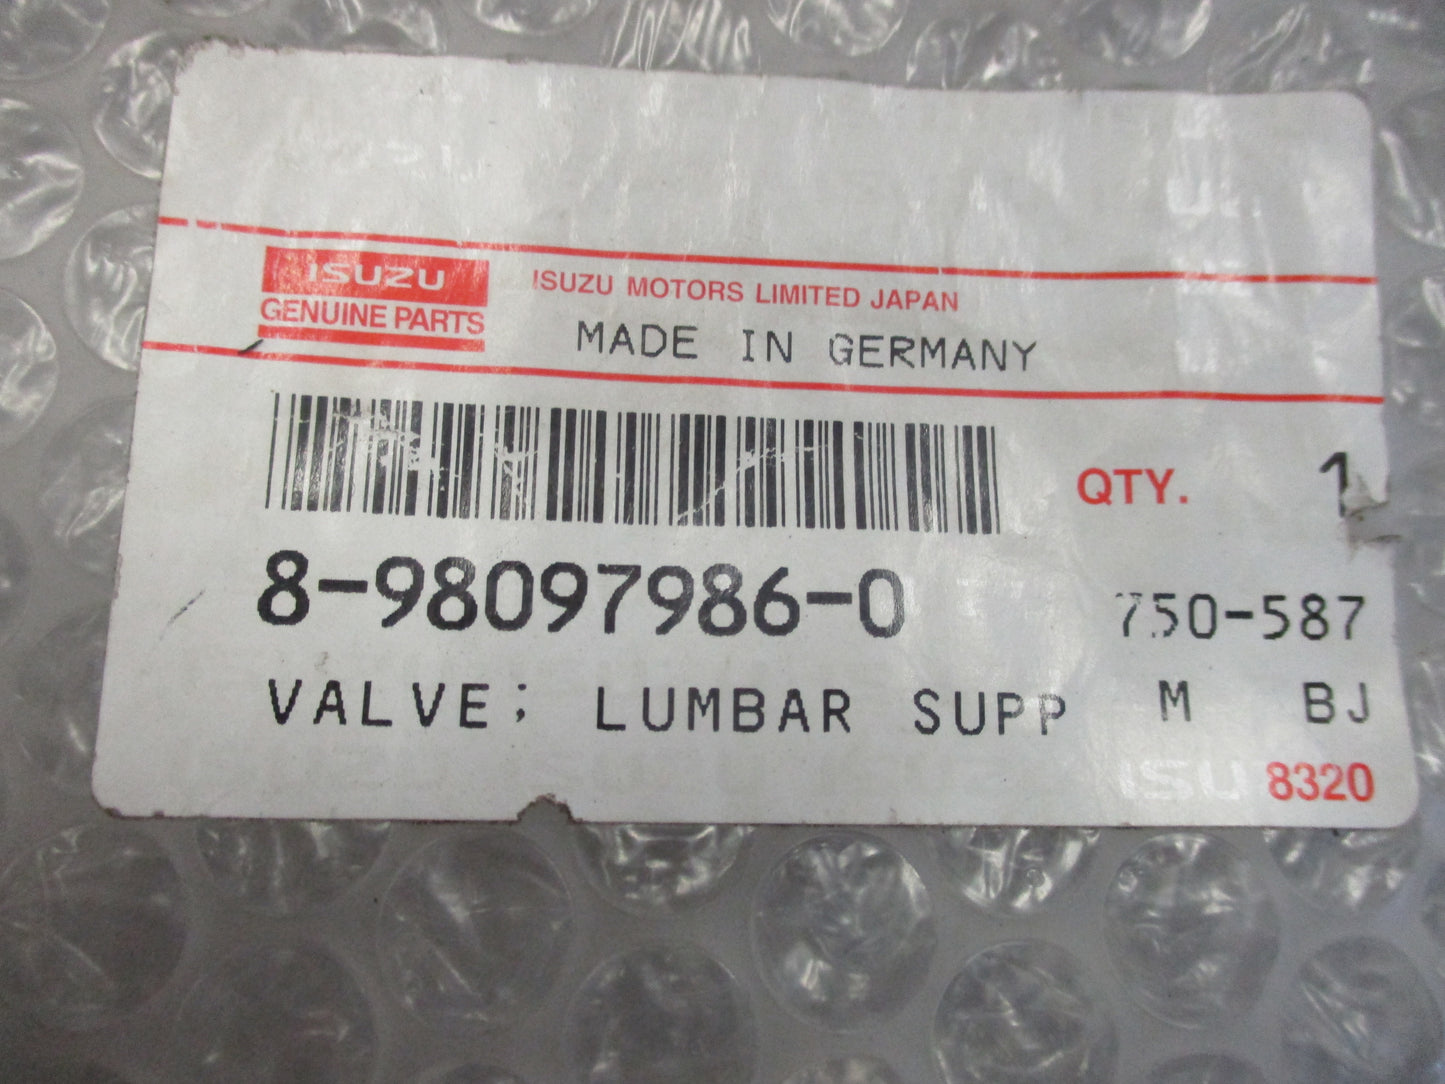 ISUZU
GENUINE PARTS
ISUZU MOTORS LIMITED JAPAN
MADE IN GERMANY
QTY. 1
8-98097986-0 750-587
VALVE; LUMBAR SUPP M BJ
ISU 8320